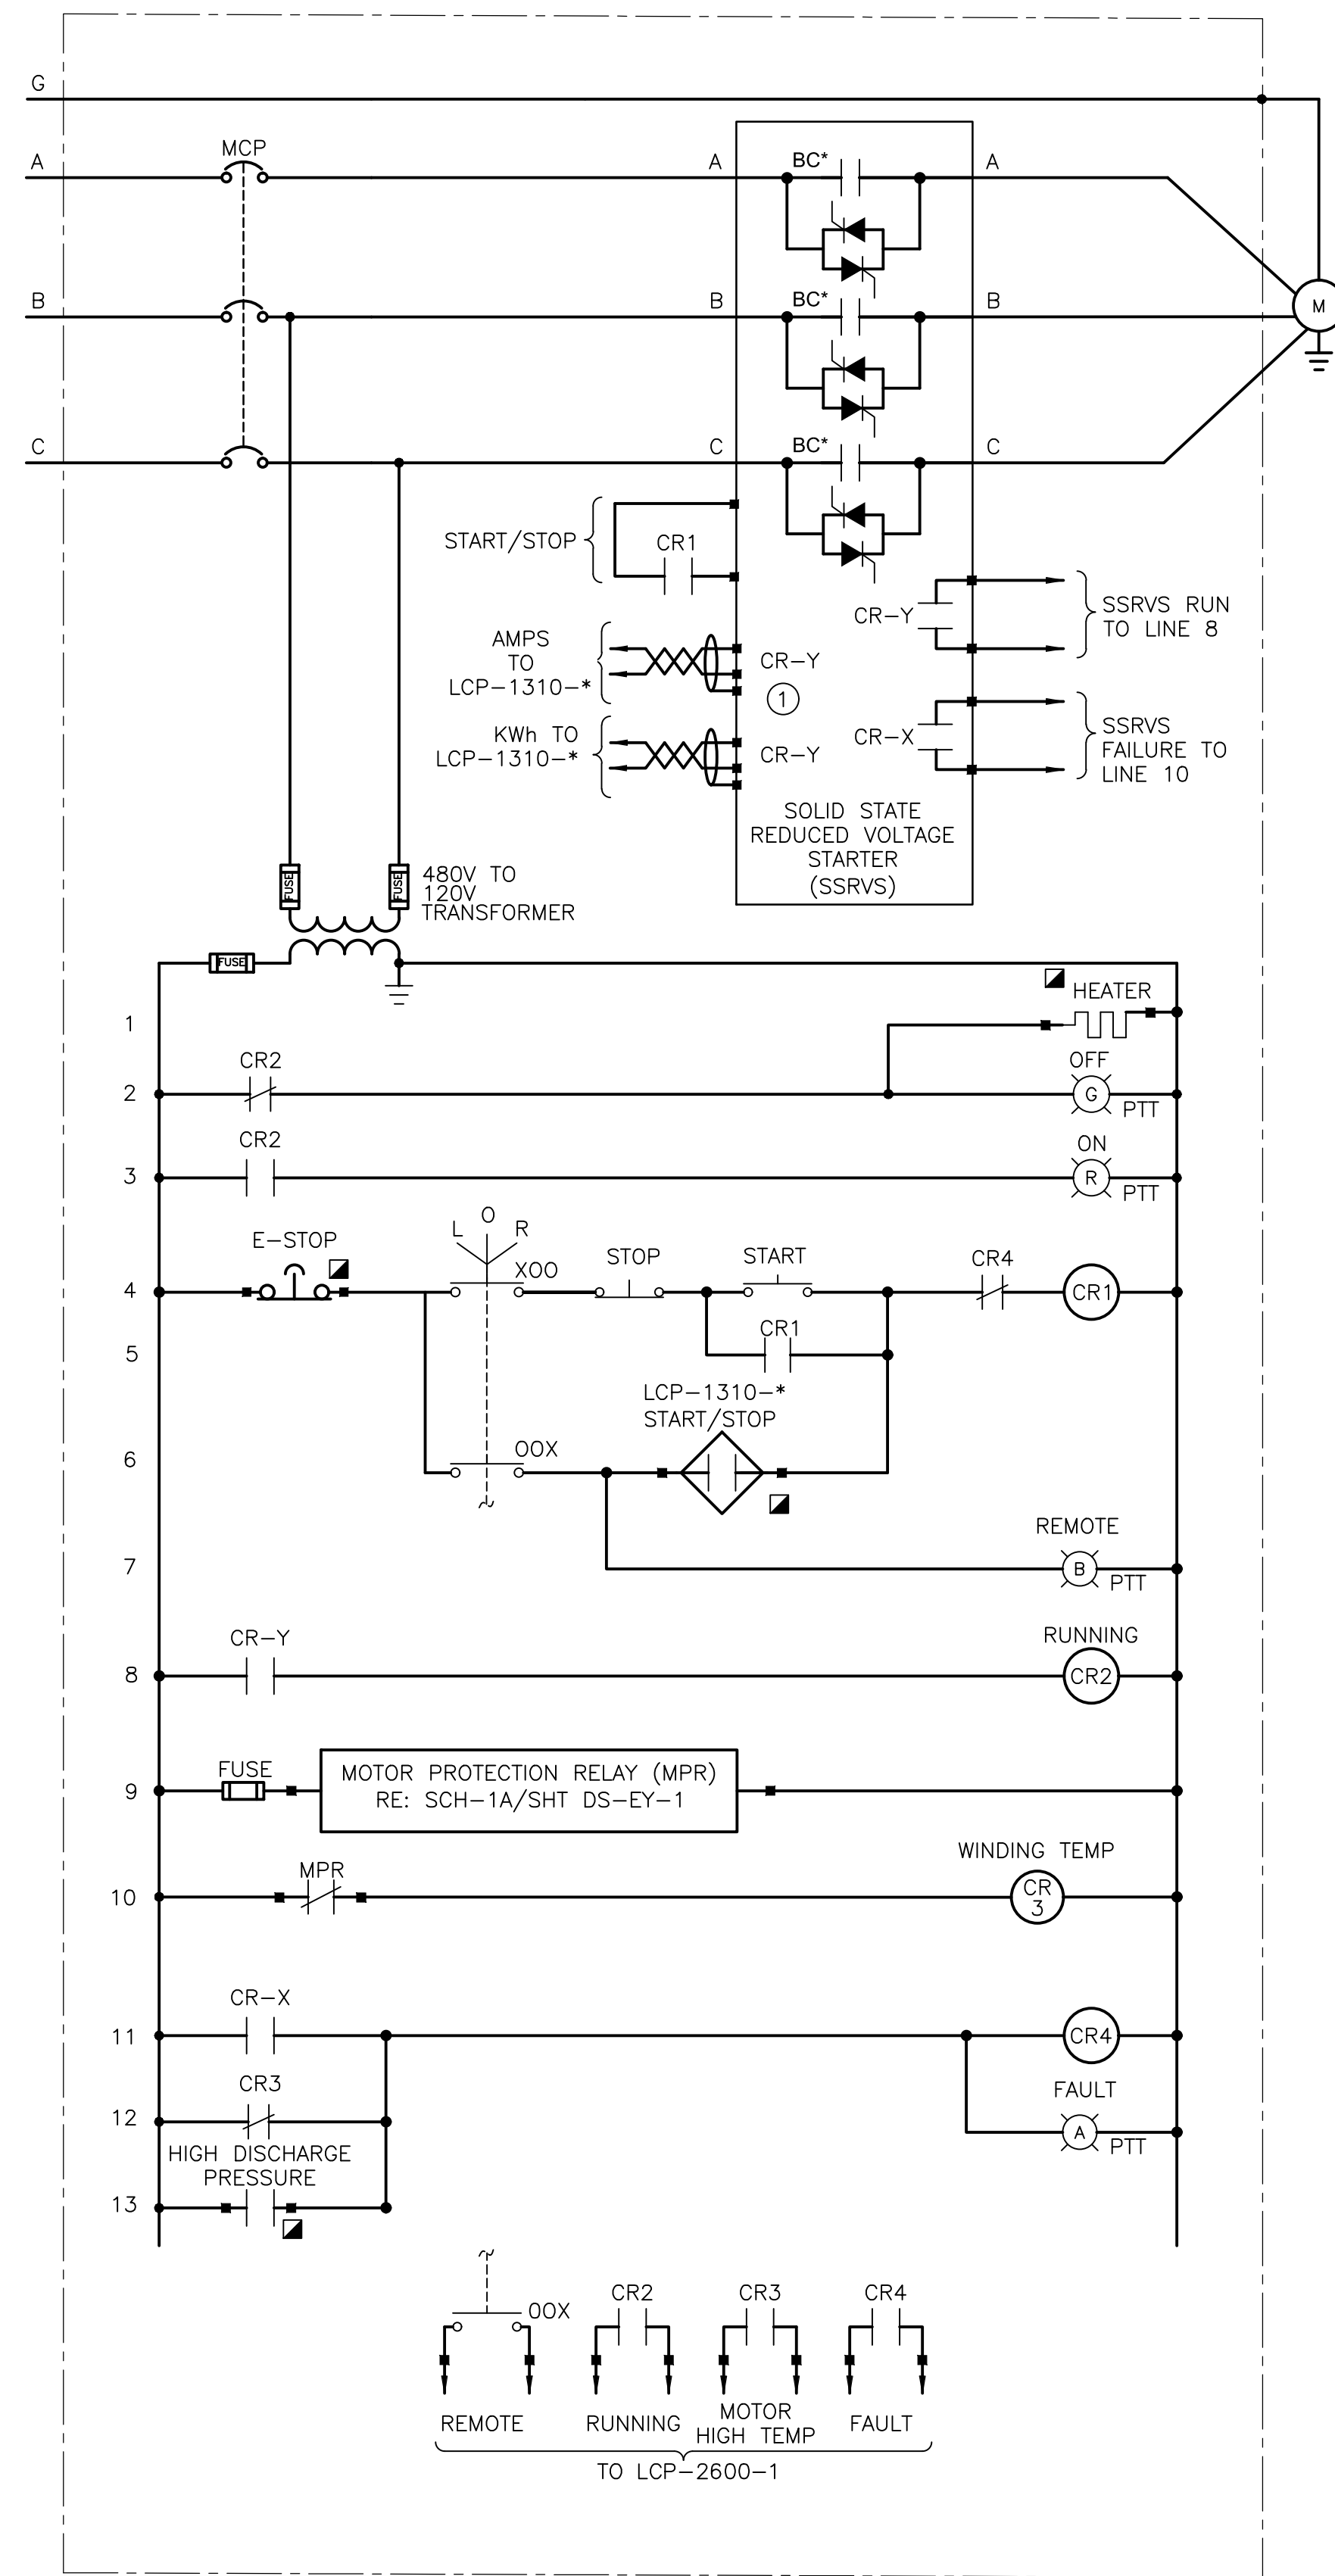 G
MCP
A
A
BC*
A
B
B
BC*
B
M
C
C
BC*
C
START/STOP
CR1
CR-Y
SSRVS RUN
TO LINE 8
AMPS
TO
LCP-1310-*
CR-Y
1
KWh TO
LCP-1310-*
CR-Y
CR-X
SSRVS
FAILURE TO
LINE 10
SOLID STATE
REDUCED VOLTAGE
STARTER
(SSRVS)
FUSE
FUSE
480V TO
120V
TRANSFORMER
FUSE
HEATER
1
CR2
OFF
2
G
PTT
CR2
ON
3
R
PTT
E-STOP
L
O
R
X00
STOP
START
CR4
4
CR1
5
CR1
LCP-1310-*
START/STOP
6
00X
REMOTE
7
B
PTT
CR-Y
RUNNING
8
CR2
FUSE
9
MOTOR PROTECTION RELAY (MPR)
RE: SCH-1A/SHT DS-EY-1
WINDING TEMP
MPR
10
CR
3
CR-X
11
CR4
CR3
FAULT
12
A
PTT
HIGH DISCHARGE
PRESSURE
13
00X
CR2
CR3
CR4
REMOTE
RUNNING
MOTOR
HIGH TEMP
FAULT
TO LCP-2600-1